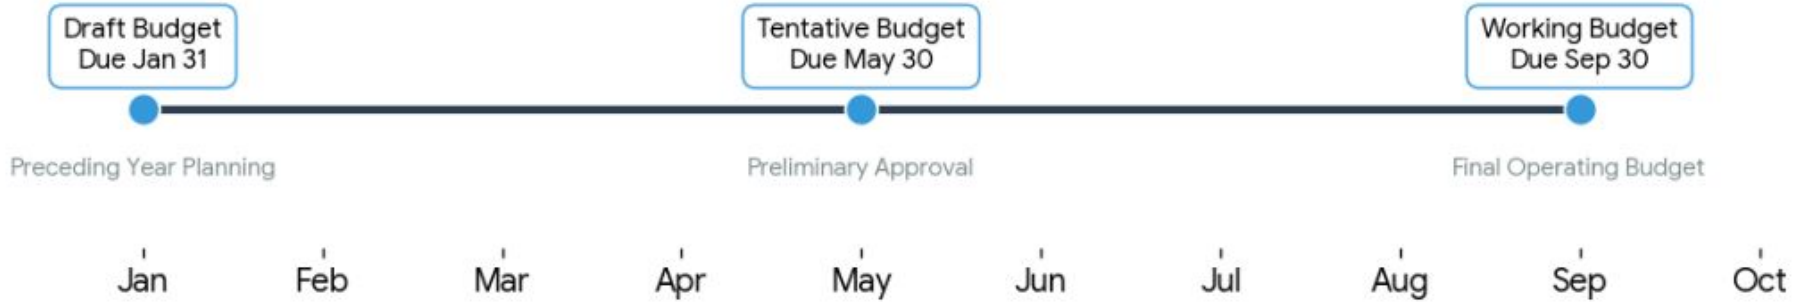 Draft Budget
Due Jan 31
Tentative Budget
Due May 30
Working Budget
Due Sep 30
Preceding Year Planning
Preliminary Approval
Final Operating Budget
Jan
Feb
Mar
Apr
May
Jun
Jul
Aug
Sep
Oct